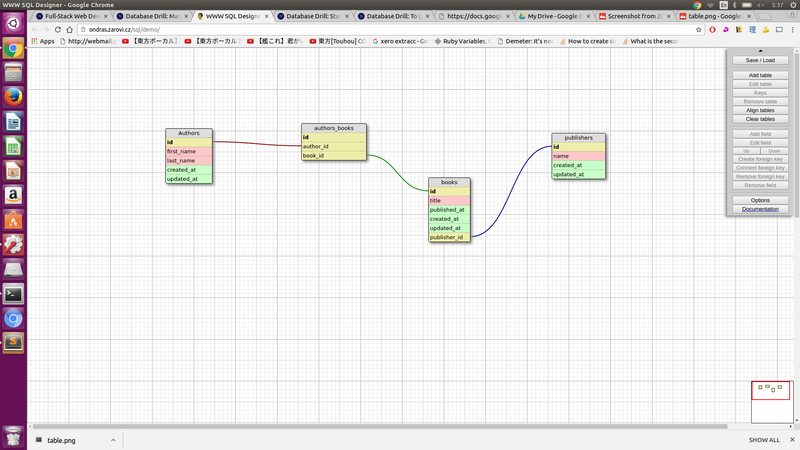 WWW SQL Designer - Google Chrome
En
5:37
Full-Stack Web Dev
Database Drill: Ma
WWW SQL Designe
Database Drill: Stu
Database Drill: To D
https://docs.googl
My Drive - Google D
Screenshot from 2
table.png - Google
ondras.zarovi.cz/sql/demo/
Apps
http://webmail.
【東方ボーカル】
【東方ボーカル】
【艦これ】君がい
東方[Touhou] CO
xero extracc - Go
Ruby Variables,
Demeter: It's not
How to create s
What is the seco
Save / Load
Add table
Edit table
Keys
Remove table
Align tables
Clear tables
Add field
Edit field
Up
Down
Create foreign key
Connect foreign key
Remove foreign key
Remove field
Options
Documentation
Authors
id
first_name
last_name
created_at
updated_at
authors_books
id
author_id
book_id
books
id
title
published_at
created_at
updated_at
publisher_id
publishers
id
name
created_at
updated_at
table.png
SHOW ALL